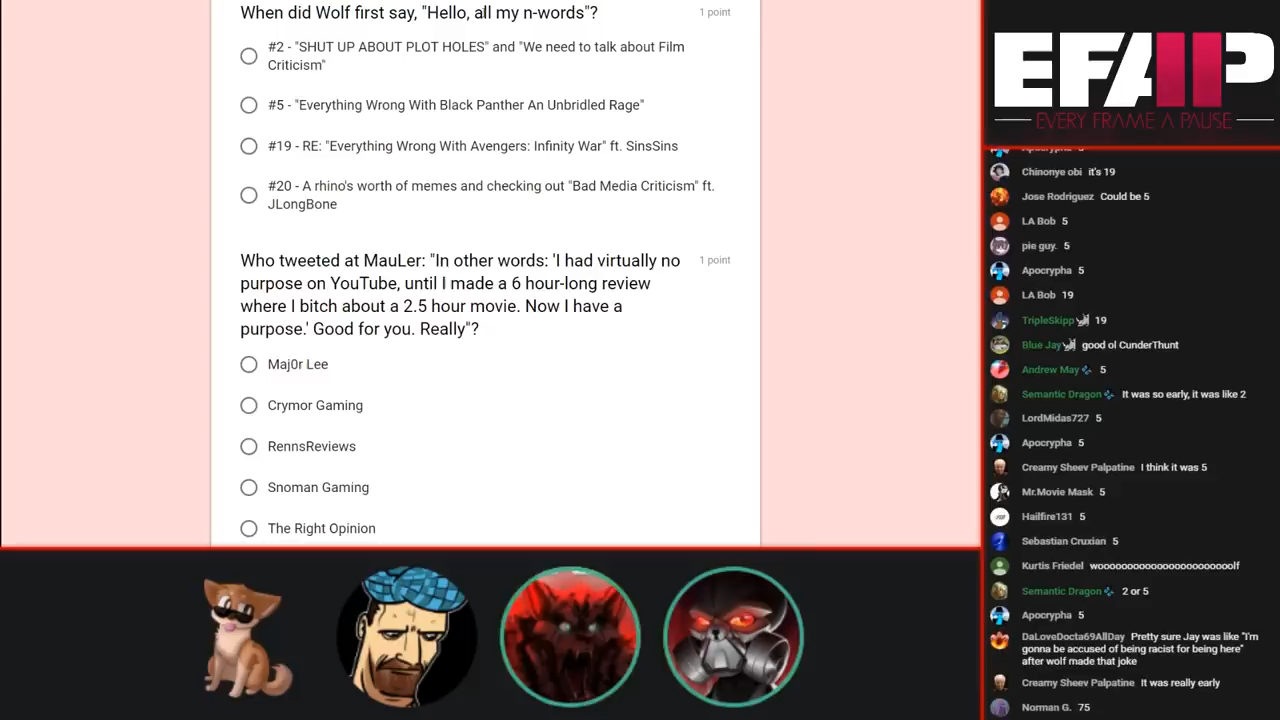 When did Wolf first say, "Hello, all my n-words"?
1 point
#2 - "SHUT UP ABOUT PLOT HOLES" and "We need to talk about Film
Criticism"
#5 - "Everything Wrong With Black Panther An Unbridled Rage"
#19 - RE: "Everything Wrong With Avengers: Infinity War" ft. SinsSins
#20 - A rhino's worth of memes and checking out "Bad Media Criticism" ft.
JLongBone
Who tweeted at MauLer: "In other words: 'I had virtually no
1 point
purpose on YouTube, until I made a 6 hour-long review
where I bitch about a 2.5 hour movie. Now I have a
purpose.' Good for you. Really"?
Maj0r Lee
Crymor Gaming
RennsReviews
Snoman Gaming
The Right Opinion
EFAP
EVERY FRAME A PAUSE
Apocrypha 5
Chinonye obi it's 19
Jose Rodriguez Could be 5
LA Bob 5
pie guy. 5
Apocrypha 5
LA Bob 19
TripleSkipp 19
Blue Jay good ol CunderThunt
Andrew May 5
Semantic Dragon It was so early, it was like 2
LordMidas727 5
Apocrypha 5
Creamy Sheev Palpatine I think it was 5
Mr.Movie Mask 5
Hailfire131 5
Sebastian Cruxian 5
Kurtis Friedel wooooooooooooooooooooooolf
Semantic Dragon 2 or 5
Apocrypha 5
DaLoveDocta69AllDay Pretty sure Jay was like "I'm
gonna be accused of being racist for being here"
after wolf made that joke
Creamy Sheev Palpatine It was really early
Norman G. 75